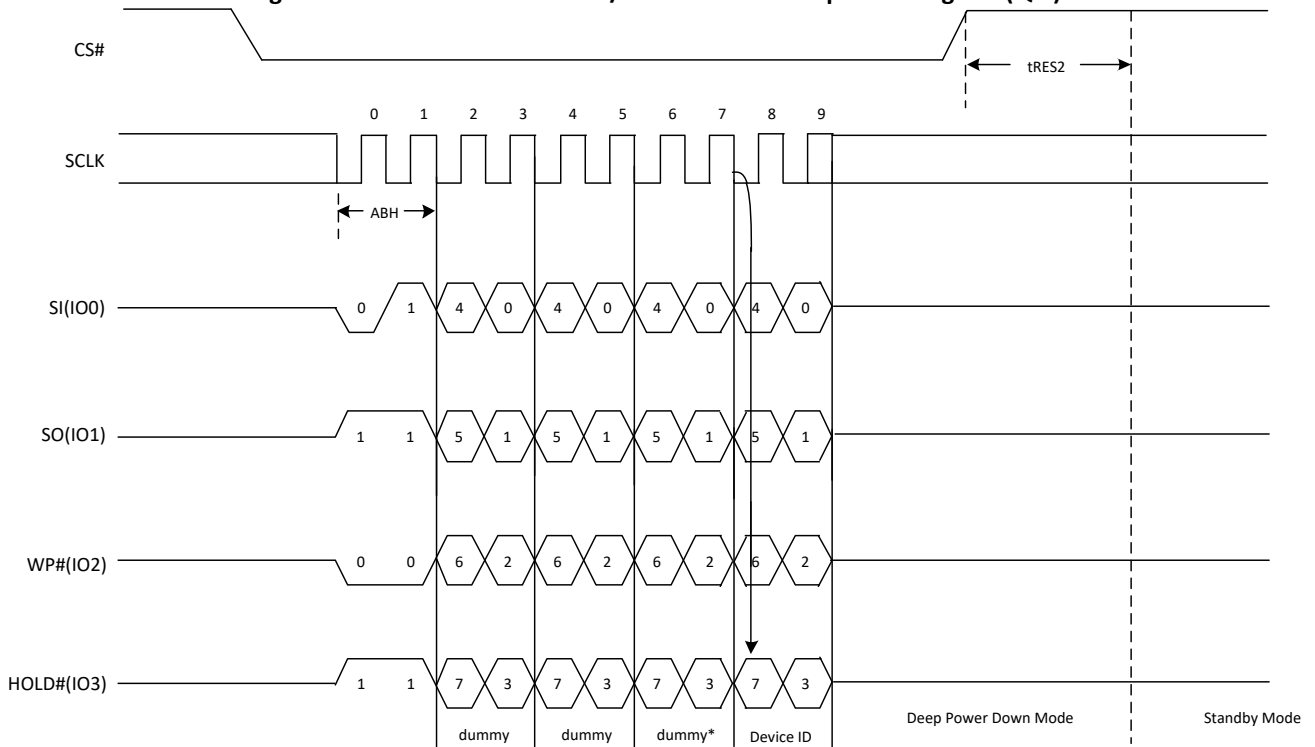 CS#
tRES2
0 1 2 3 4 5 6 7 8 9
SCLK
ABH
SI(IO0) 0 1 4 0 4 0 4 0 4 0
SO(IO1) 1 1 5 1 5 1 5 1 5 1
WP#(IO2) 0 0 6 2 6 2 6 2 6 2
HOLD#(IO3) 1 1 7 3 7 3 7 3 7 3
dummy dummy dummy* Device ID Deep Power Down Mode Standby Mode